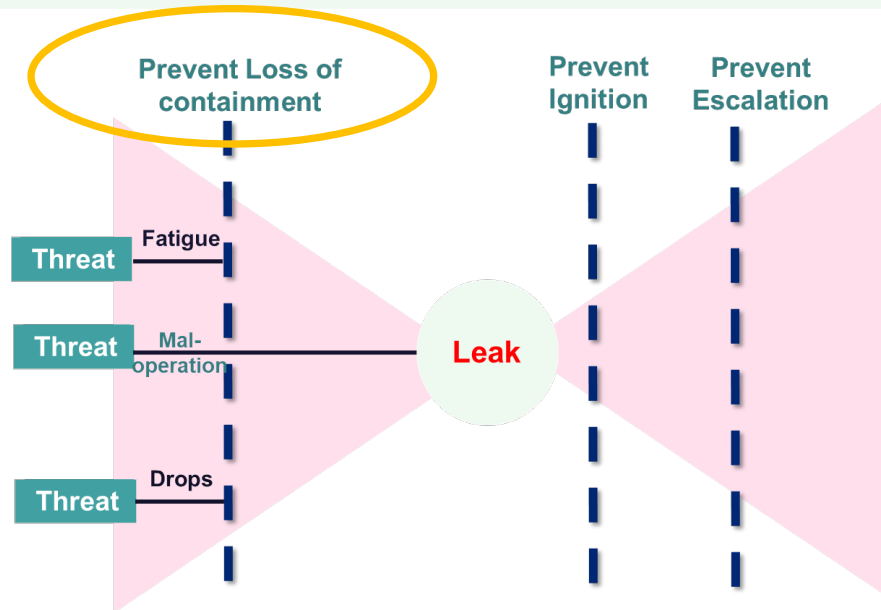 Prevent Loss of
containment
Prevent
Ignition
Prevent
Escalation
Threat
Fatigue
Threat
Mal-
operation
Leak
Threat
Drops